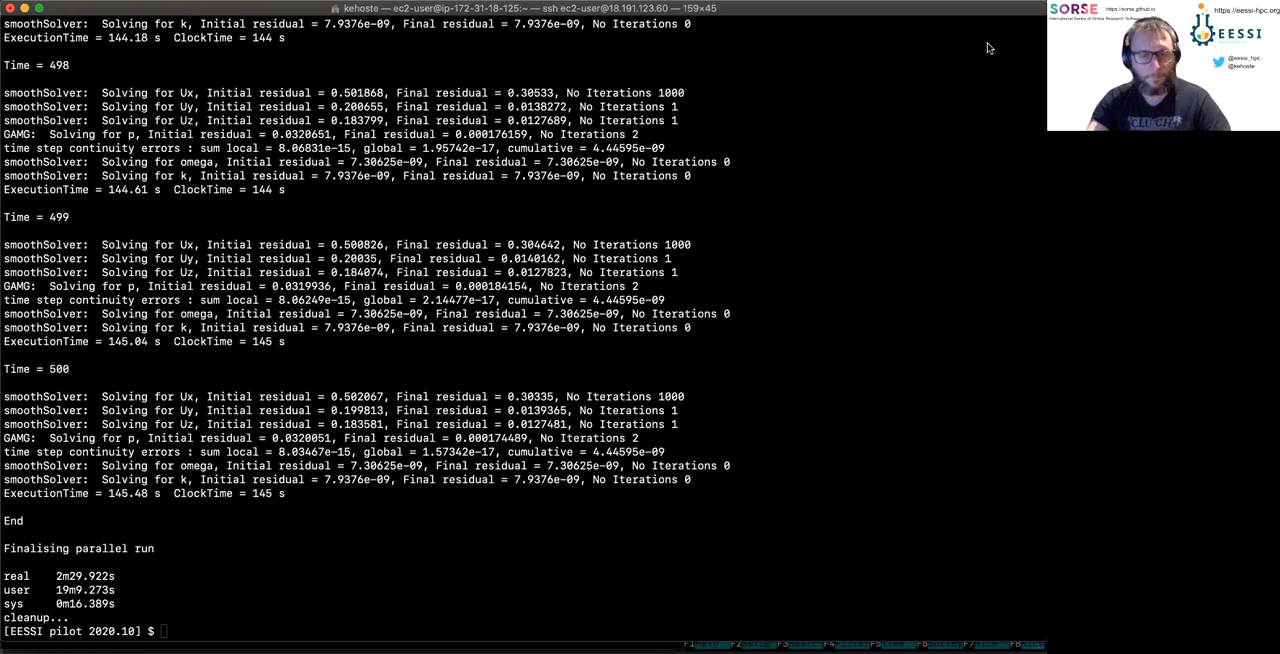 kehoste — ec2-user@ip-172-31-18-125:~ — ssh ec2-user@18.191.123.60 — 159×45
smoothSolver:  Solving for k, Initial residual = 7.9376e-09, Final residual = 7.9376e-09, No Iterations 0
ExecutionTime = 144.18 s  ClockTime = 144 s
Time = 498
smoothSolver:  Solving for Ux, Initial residual = 0.501868, Final residual = 0.30533, No Iterations 1000
smoothSolver:  Solving for Uy, Initial residual = 0.200655, Final residual = 0.0138272, No Iterations 1
smoothSolver:  Solving for Uz, Initial residual = 0.183799, Final residual = 0.0127689, No Iterations 1
GAMG:  Solving for p, Initial residual = 0.0320651, Final residual = 0.000176159, No Iterations 2
time step continuity errors : sum local = 8.06831e-15, global = 1.95742e-17, cumulative = 4.44595e-09
smoothSolver:  Solving for omega, Initial residual = 7.30625e-09, Final residual = 7.30625e-09, No Iterations 0
smoothSolver:  Solving for k, Initial residual = 7.9376e-09, Final residual = 7.9376e-09, No Iterations 0
ExecutionTime = 144.61 s  ClockTime = 144 s
Time = 499
smoothSolver:  Solving for Ux, Initial residual = 0.500826, Final residual = 0.304642, No Iterations 1000
smoothSolver:  Solving for Uy, Initial residual = 0.20035, Final residual = 0.0140162, No Iterations 1
smoothSolver:  Solving for Uz, Initial residual = 0.184074, Final residual = 0.0127823, No Iterations 1
GAMG:  Solving for p, Initial residual = 0.0319936, Final residual = 0.000184154, No Iterations 2
time step continuity errors : sum local = 8.06249e-15, global = 2.14477e-17, cumulative = 4.44595e-09
smoothSolver:  Solving for omega, Initial residual = 7.30625e-09, Final residual = 7.30625e-09, No Iterations 0
smoothSolver:  Solving for k, Initial residual = 7.9376e-09, Final residual = 7.9376e-09, No Iterations 0
ExecutionTime = 145.04 s  ClockTime = 145 s
Time = 500
smoothSolver:  Solving for Ux, Initial residual = 0.502067, Final residual = 0.30335, No Iterations 1000
smoothSolver:  Solving for Uy, Initial residual = 0.199813, Final residual = 0.0139365, No Iterations 1
smoothSolver:  Solving for Uz, Initial residual = 0.183581, Final residual = 0.0127481, No Iterations 1
GAMG:  Solving for p, Initial residual = 0.0320051, Final residual = 0.000174489, No Iterations 2
time step continuity errors : sum local = 8.03467e-15, global = 1.57342e-17, cumulative = 4.44595e-09
smoothSolver:  Solving for omega, Initial residual = 7.30625e-09, Final residual = 7.30625e-09, No Iterations 0
smoothSolver:  Solving for k, Initial residual = 7.9376e-09, Final residual = 7.9376e-09, No Iterations 0
ExecutionTime = 145.48 s  ClockTime = 145 s
End
Finalising parallel run
real    2m29.922s
user    19m9.273s
sys     0m16.389s
cleanup...
[EESSI pilot 2020.10] $
SORSE https://sorse.github.io
International Series of Online Research Software
https://eessi-hpc.org
EESSI
@eessi_hpc
@kehoste